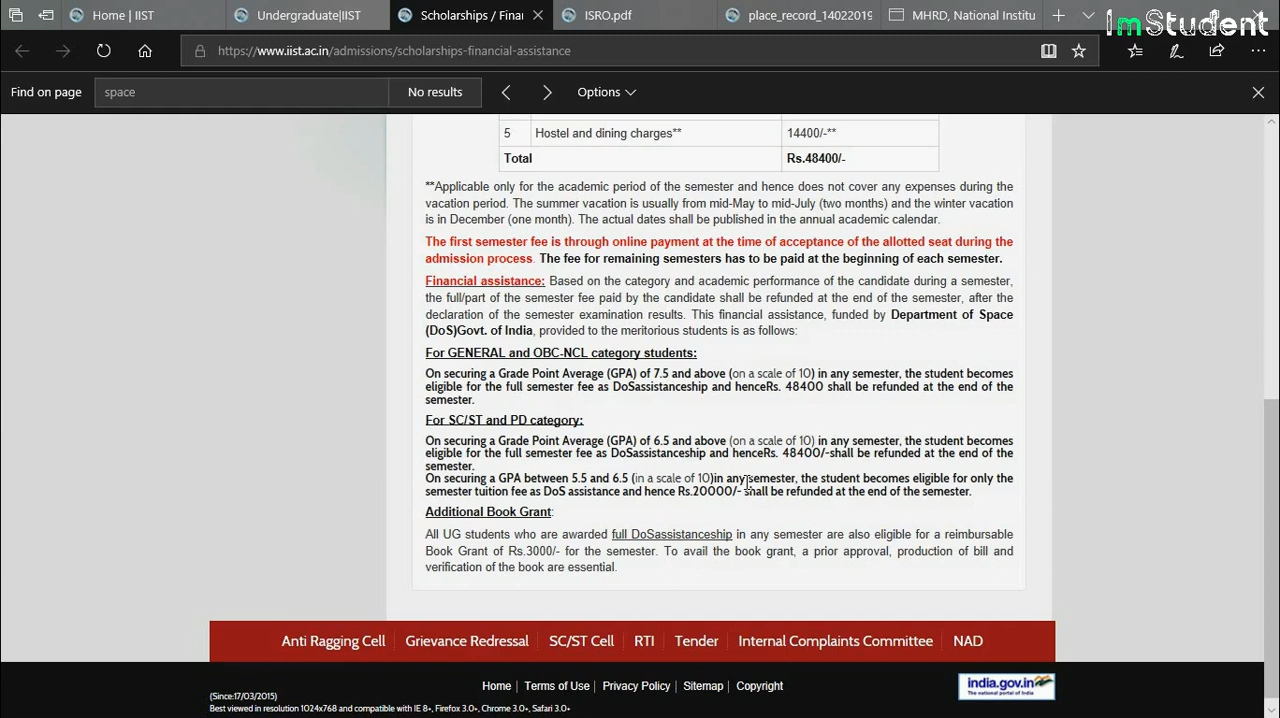 Home | IIST
Undergraduate|IIST
Scholarships / Finar
ISRO.pdf
place_record_14022019
MHRD, National Institu
ImStudent
https://www.iist.ac.in/admissions/scholarships-financial-assistance
Find on page
space
No results
Options
5 Hostel and dining charges** 14400/-**
Total Rs.48400/-
**Applicable only for the academic period of the semester and hence does not cover any expenses during the
vacation period. The summer vacation is usually from mid-May to mid-July (two months) and the winter vacation
is in December (one month). The actual dates shall be published in the annual academic calendar.
The first semester fee is through online payment at the time of acceptance of the allotted seat during the
admission process. The fee for remaining semesters has to be paid at the beginning of each semester.
Financial assistance: Based on the category and academic performance of the candidate during a semester,
the full/part of the semester fee paid by the candidate shall be refunded at the end of the semester, after the
declaration of the semester examination results. This financial assistance, funded by Department of Space
(DoS)Govt. of India, provided to the meritorious students is as follows:
For GENERAL and OBC-NCL category students:
On securing a Grade Point Average (GPA) of 7.5 and above (on a scale of 10) in any semester, the student becomes
eligible for the full semester fee as DoSassistanceship and henceRs. 48400 shall be refunded at the end of the
semester.
For SC/ST and PD category:
On securing a Grade Point Average (GPA) of 6.5 and above (on a scale of 10) in any semester, the student becomes
eligible for the full semester fee as DoSassistanceship and henceRs. 48400/-shall be refunded at the end of the
semester.
On securing a GPA between 5.5 and 6.5 (in a scale of 10)in any semester, the student becomes eligible for only the
semester tuition fee as DoS assistance and hence Rs.20000/- shall be refunded at the end of the semester.
Additional Book Grant:
All UG students who are awarded full DoSassistanceship in any semester are also eligible for a reimbursable
Book Grant of Rs.3000/- for the semester. To avail the book grant, a prior approval, production of bill and
verification of the book are essential.
Anti Ragging Cell Grievance Redressal SC/ST Cell RTI Tender Internal Complaints Committee NAD
Home | Terms of Use | Privacy Policy | Sitemap | Copyright
india.gov.in
The national portal of India
(Since:17/03/2015)
Best viewed in resolution 1024x768 and compatible with IE 8+, Firefox 3.0+, Chrome 3.0+, Safari 3.0+